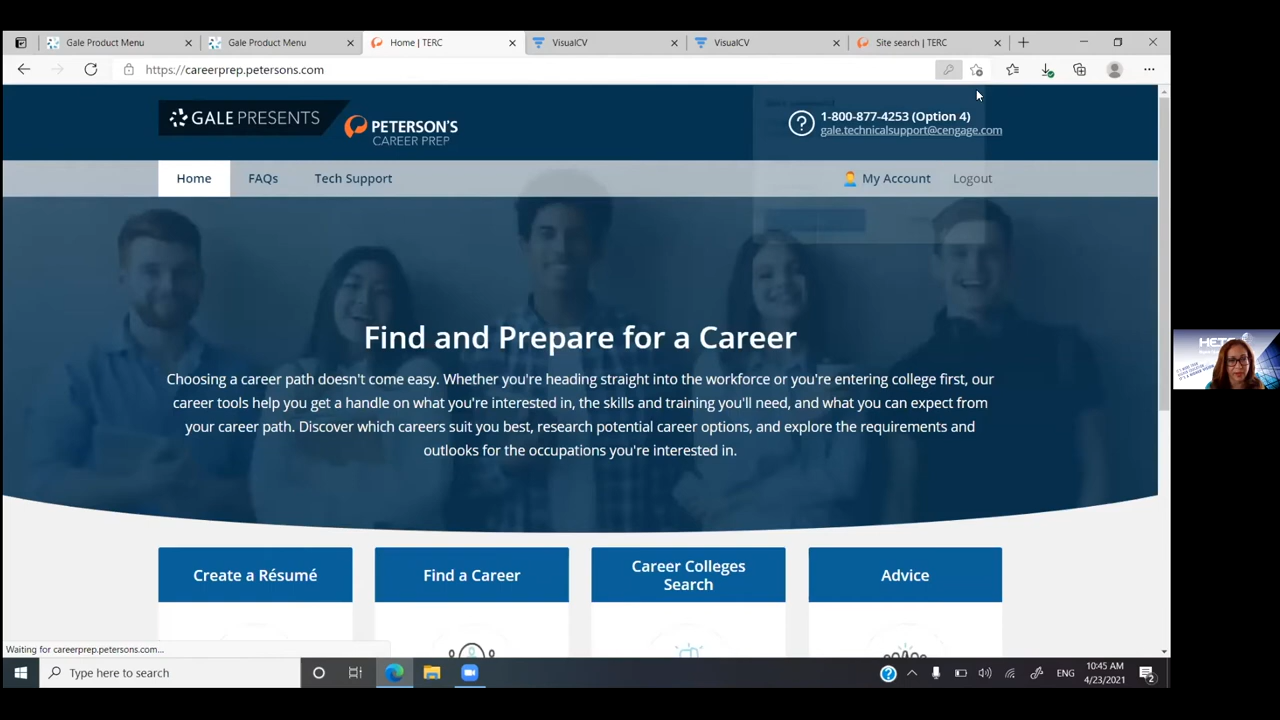 Gale Product Menu
Gale Product Menu
Home | TERC
VisualCV
VisualCV
Site search | TERC
https://careerprep.petersons.com
GALE PRESENTS
PETERSON'S
CAREER PREP
1-800-877-4253 (Option 4)
gale.technicalsupport@cengage.com
Home
FAQs
Tech Support
My Account
Logout
Find and Prepare for a Career
Choosing a career path doesn't come easy. Whether you're heading straight into the workforce or you're entering college first, our
career tools help you get a handle on what you're interested in, the skills and training you'll need, and what you can expect from
your career path. Discover which careers suit you best, research potential career options, and explore the requirements and
outlooks for the occupations you're interested in.
Create a Résumé
Find a Career
Career Colleges
Search
Advice
Waiting for careerprep.petersons.com...
Type here to search
ENG
10:45 AM
4/23/2021
2